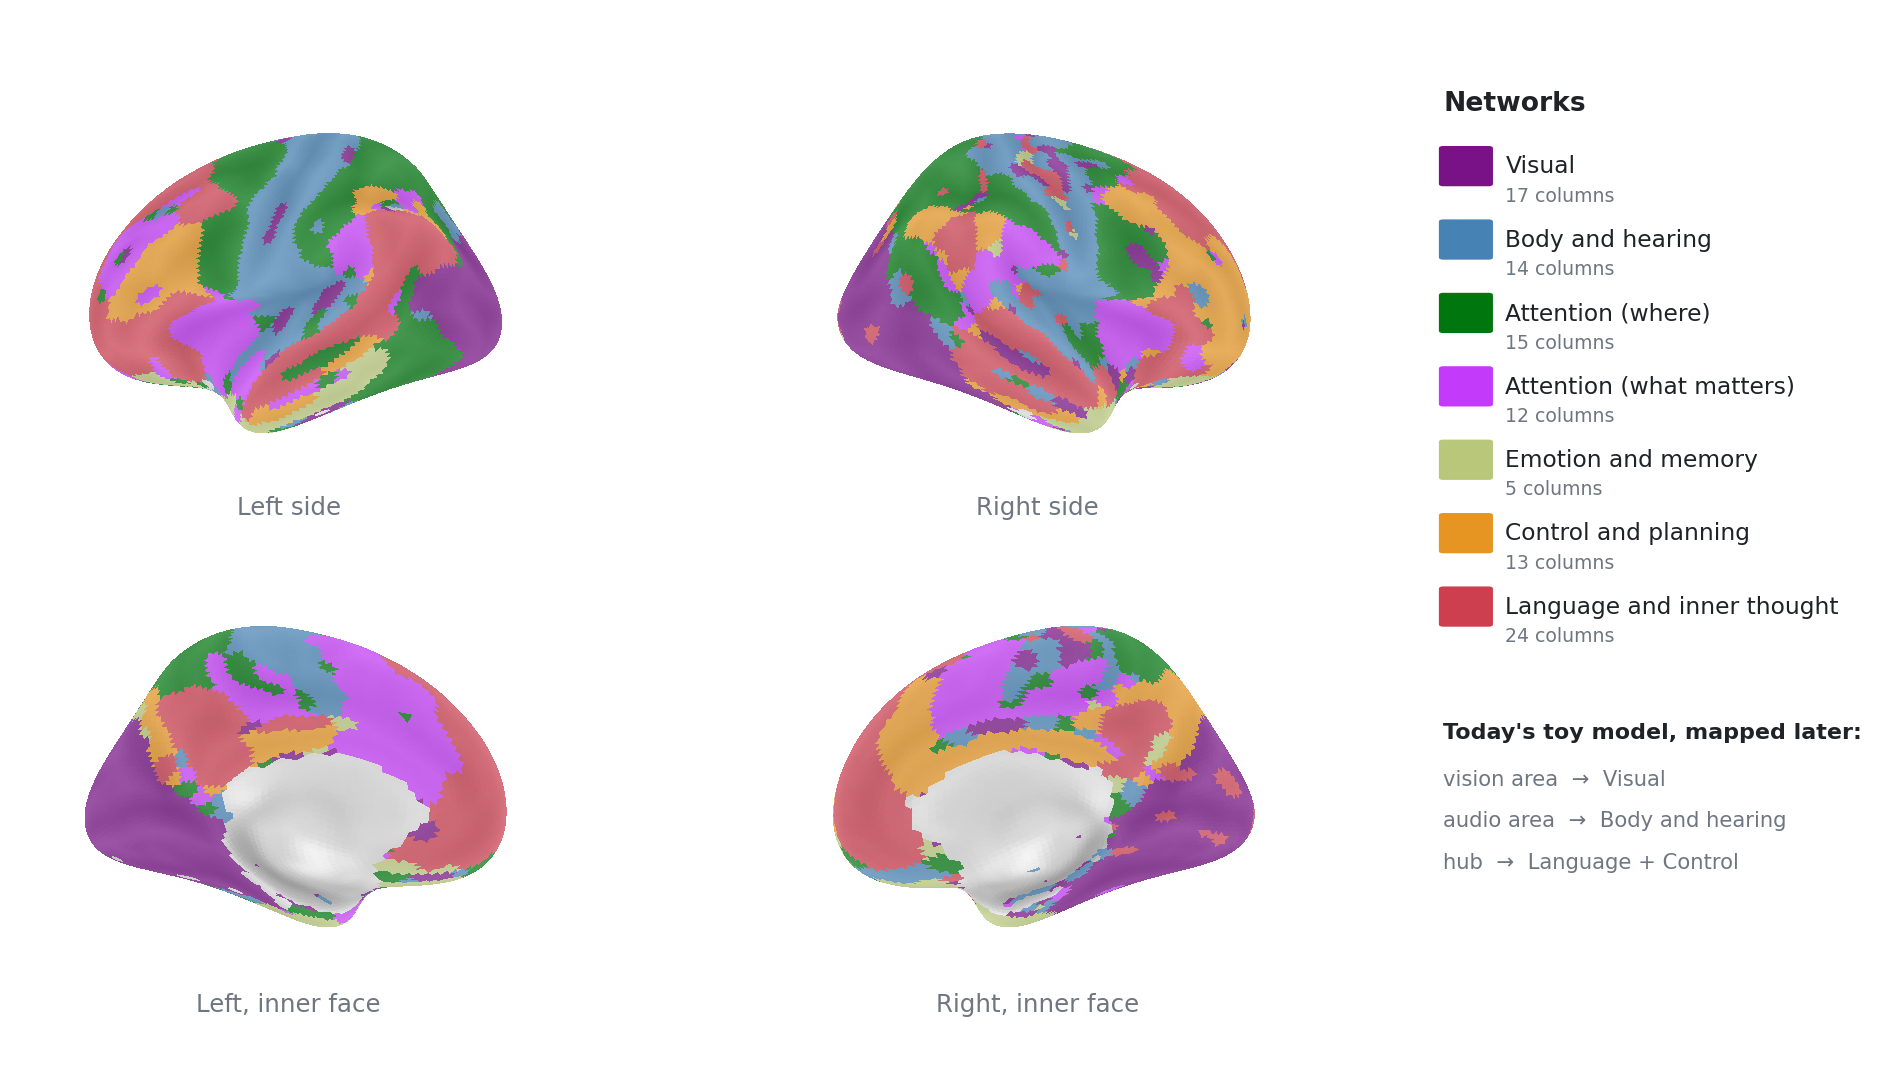 Networks
Visual
17 columns
Body and hearing
14 columns
Attention (where)
15 columns
Attention (what matters)
12 columns
Emotion and memory
5 columns
Control and planning
13 columns
Language and inner thought
24 columns
Left side
Right side
Today's toy model, mapped later:
vision area → Visual
audio area → Body and hearing
hub → Language + Control
Left, inner face
Right, inner face